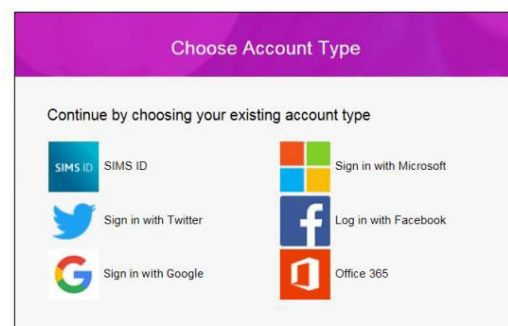 Choose Account Type
Continue by choosing your existing account type
SIMS ID SIMS ID
Sign in with Microsoft
Sign in with Twitter
f Log in with Facebook
G Sign in with Google
Office 365